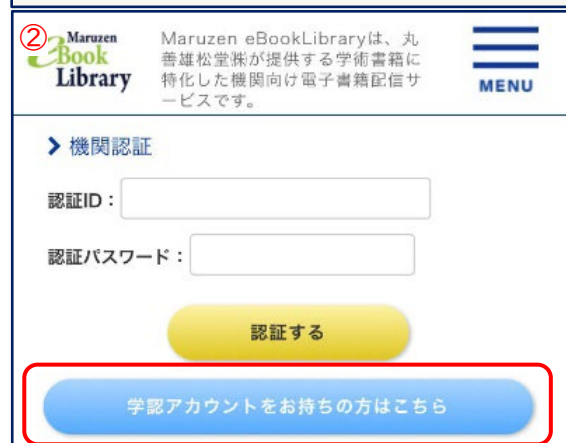 ②
Maruzen
eBook
Library
Maruzen eBookLibraryは、丸
善雄松堂㈱が提供する学術書籍に
特化した機関向け電子書籍配信サ
ービスです。
MENU
機関認証
認証ID：
認証パスワード：
認証する
学認アカウントをお持ちの方はこちら